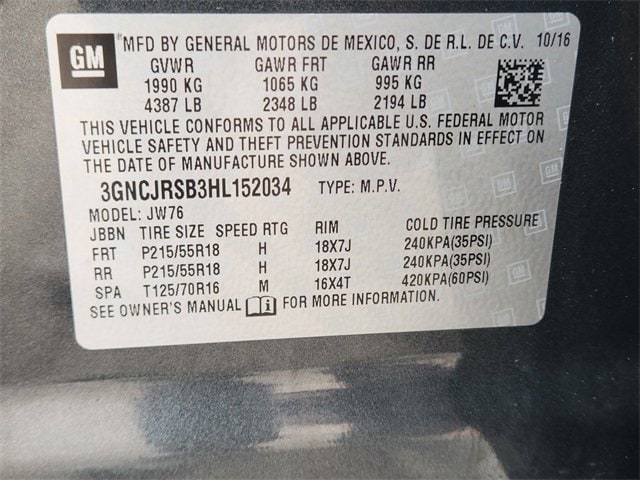 GM
MFD BY GENERAL MOTORS DE MEXICO, S. DE R.L. DE C.V. 10/16
GVWR GAWR FRT GAWR RR
1990 KG 1065 KG 995 KG
4387 LB 2348 LB 2194 LB
THIS VEHICLE CONFORMS TO ALL APPLICABLE U.S. FEDERAL MOTOR
VEHICLE SAFETY AND THEFT PREVENTION STANDARDS IN EFFECT ON
THE DATE OF MANUFACTURE SHOWN ABOVE.
3GNCJRSB3HL152034 TYPE: M.P.V.
MODEL: JW76
JBBN TIRE SIZE SPEED RTG RIM COLD TIRE PRESSURE
FRT P215/55R18 H 18X7J 240KPA(35PSI)
RR P215/55R18 H 18X7J 240KPA(35PSI)
SPA T125/70R16 M 16X4T 420KPA(60PSI)
SEE OWNER'S MANUAL i FOR MORE INFORMATION.